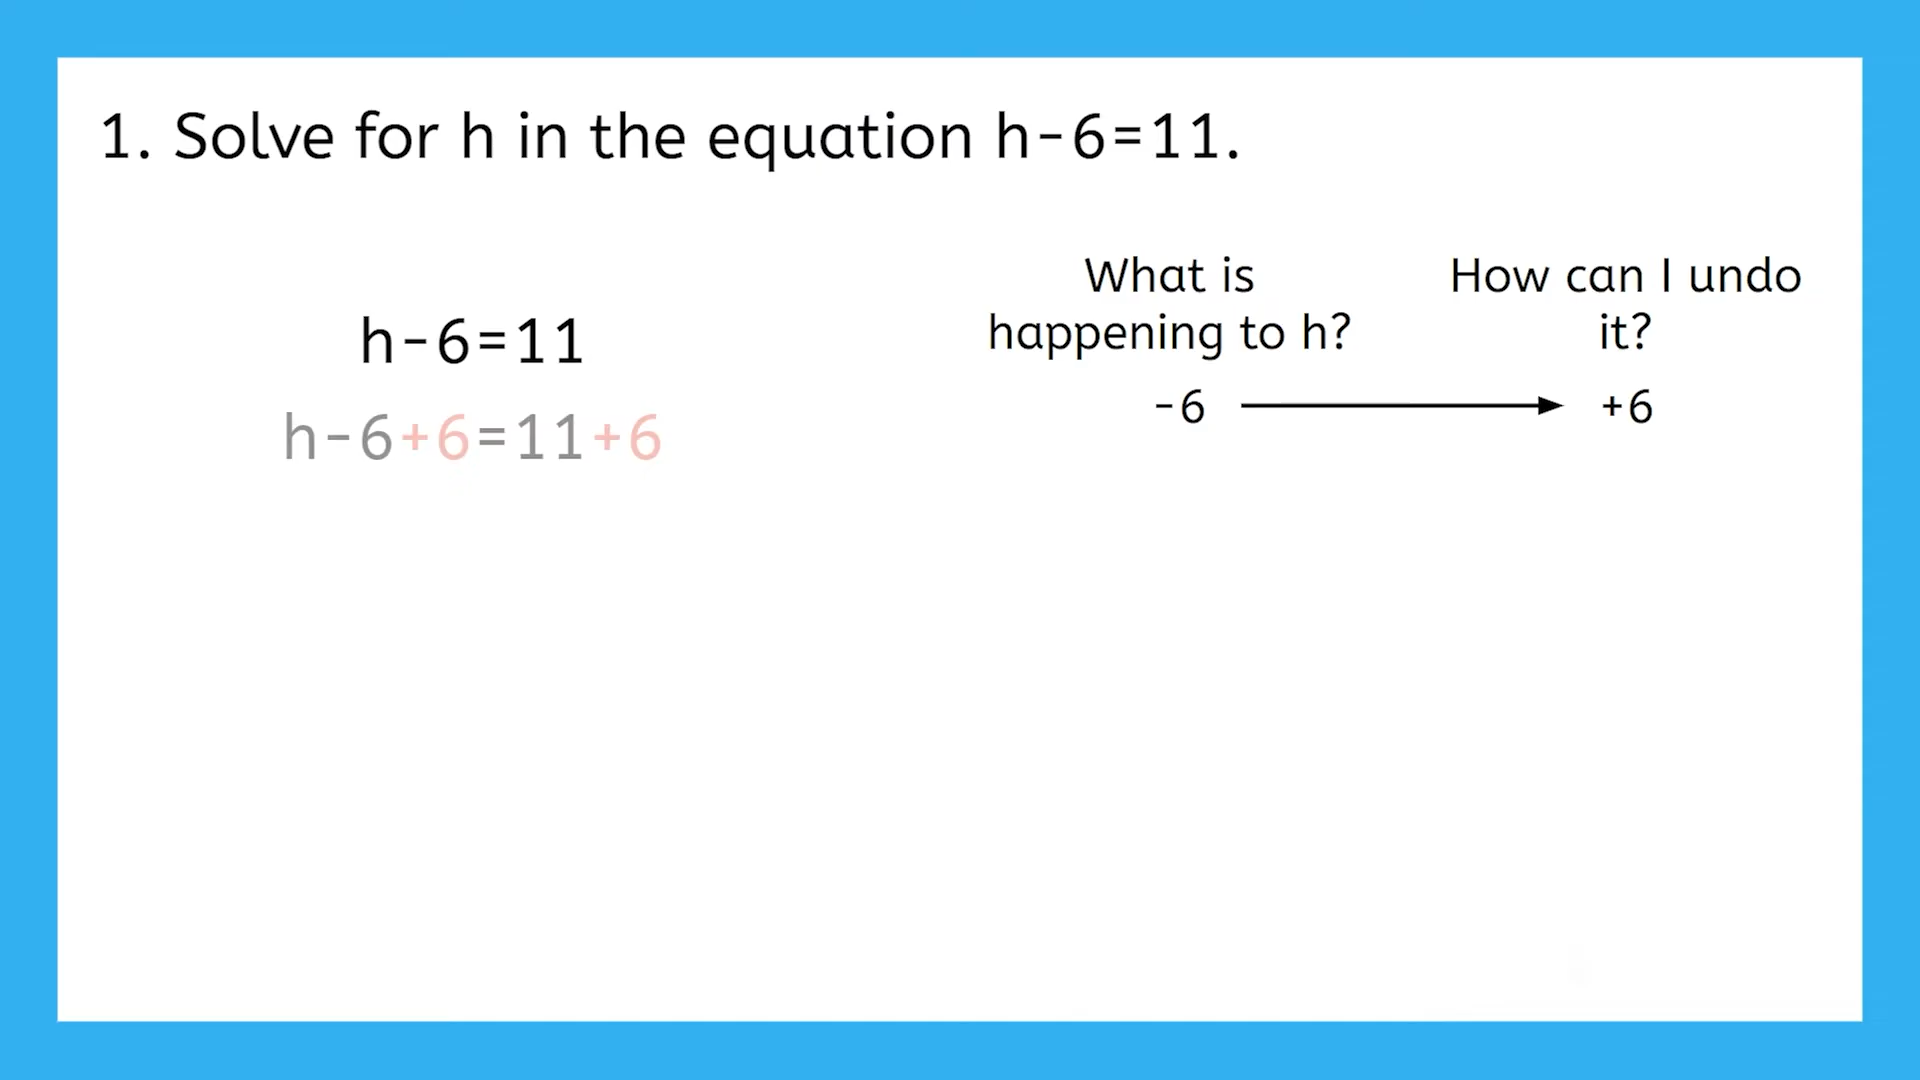 1. Solve for h in the equation h-6=11.
h-6=11
h-6+6=11+6
What is
happening to h?
-6
How can I undo
it?
+6